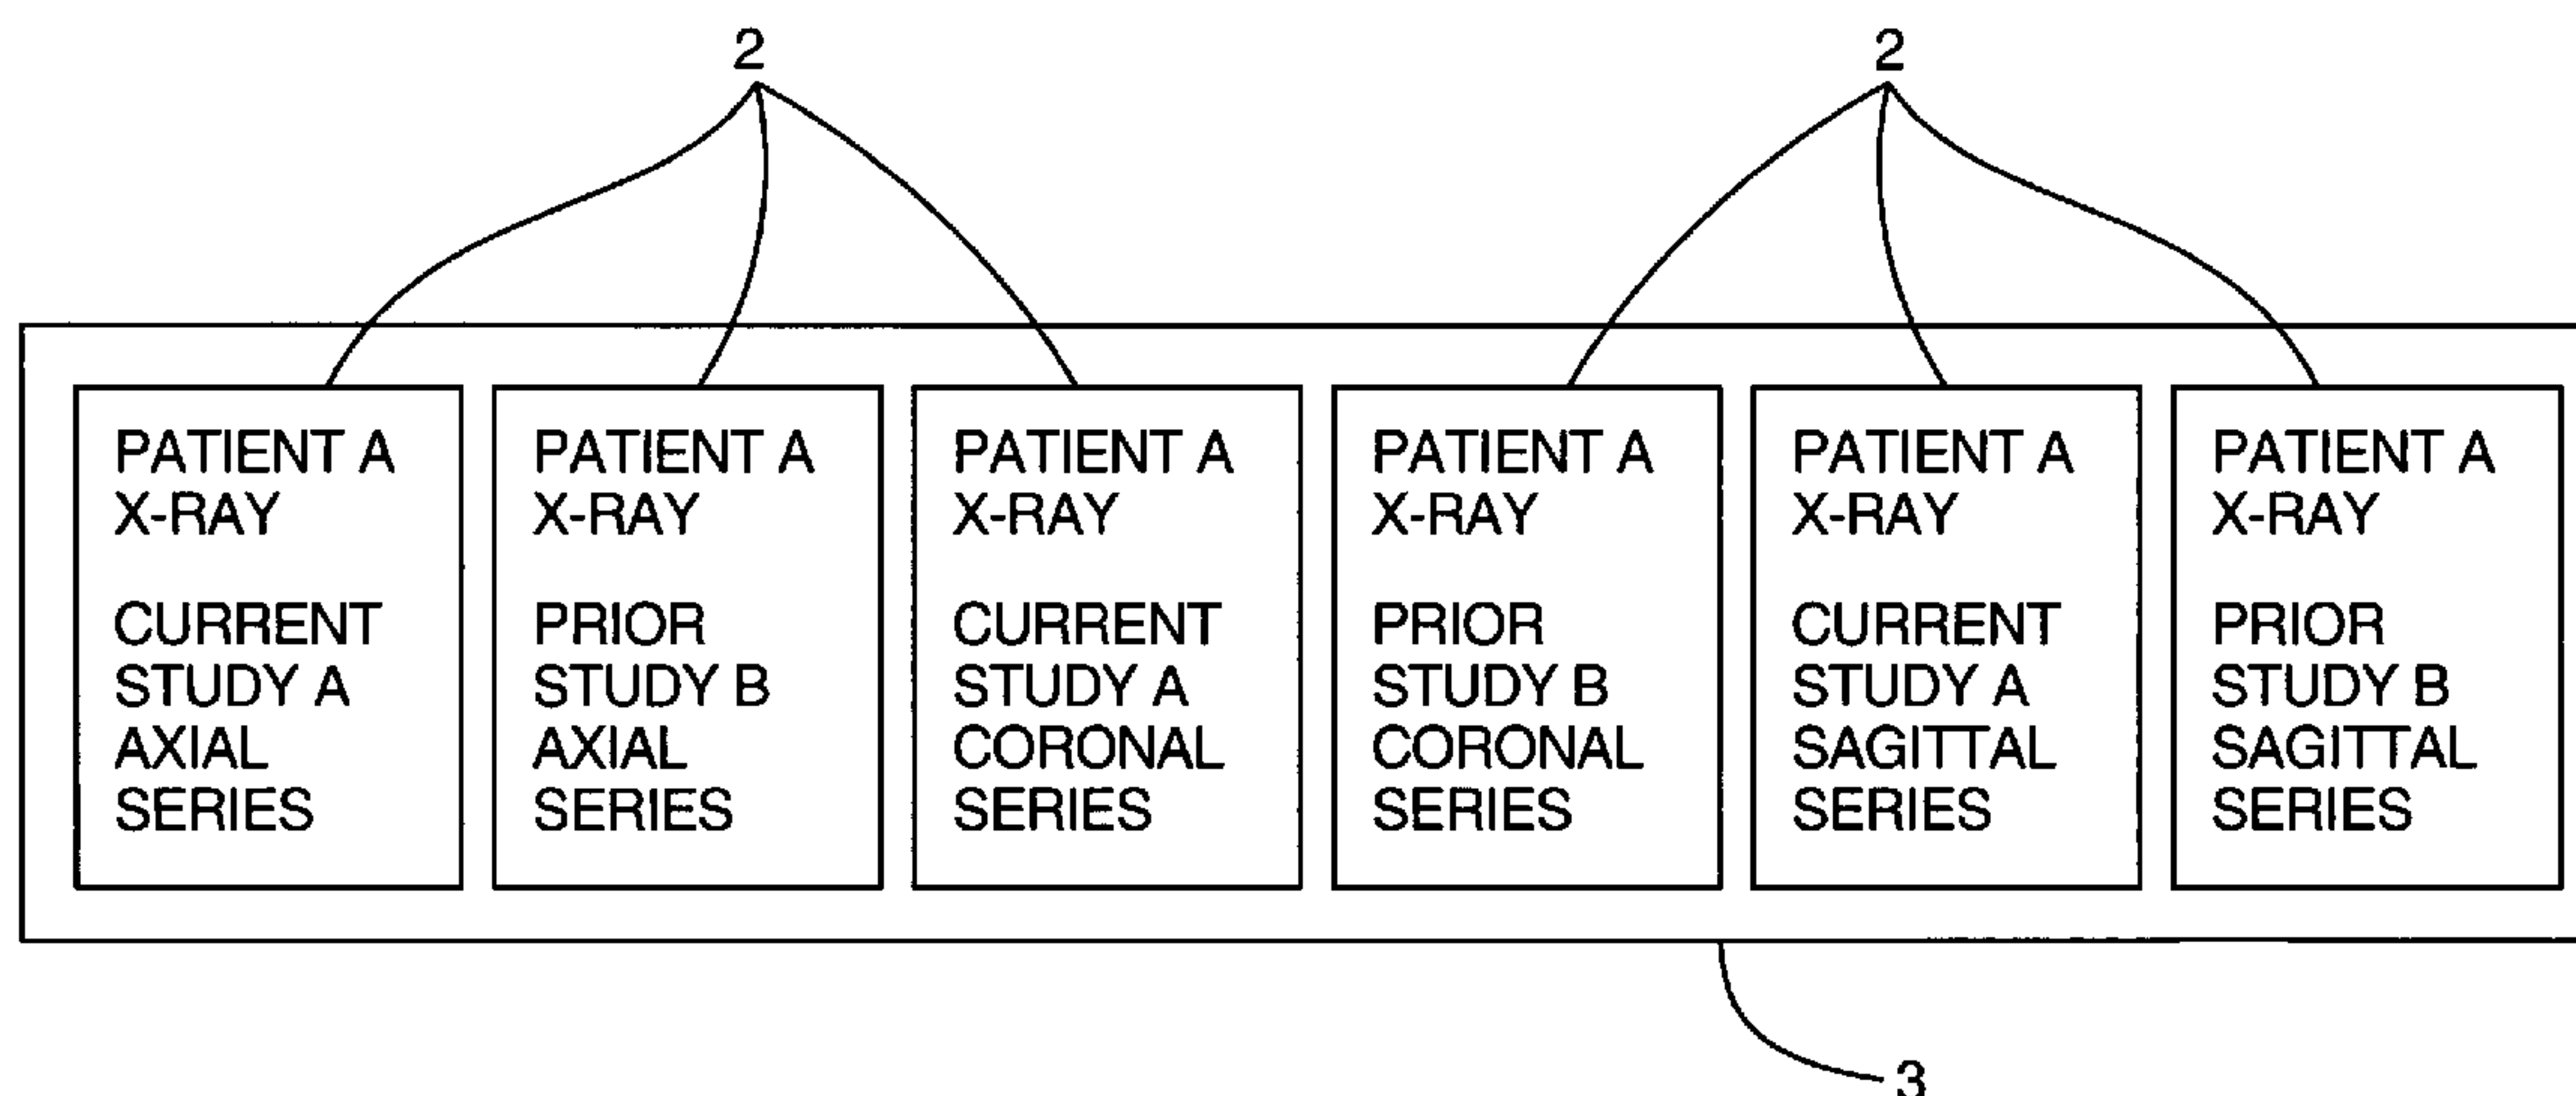 2
2
PATIENT A
X-RAY
CURRENT
STUDY A
AXIAL
SERIES
PATIENT A
X-RAY
PRIOR
STUDY B
AXIAL
SERIES
PATIENT A
X-RAY
CURRENT
STUDY A
CORONAL
SERIES
PATIENT A
X-RAY
PRIOR
STUDY B
CORONAL
SERIES
PATIENT A
X-RAY
CURRENT
STUDY A
SAGITTAL
SERIES
PATIENT A
X-RAY
PRIOR
STUDY B
SAGITTAL
SERIES
3